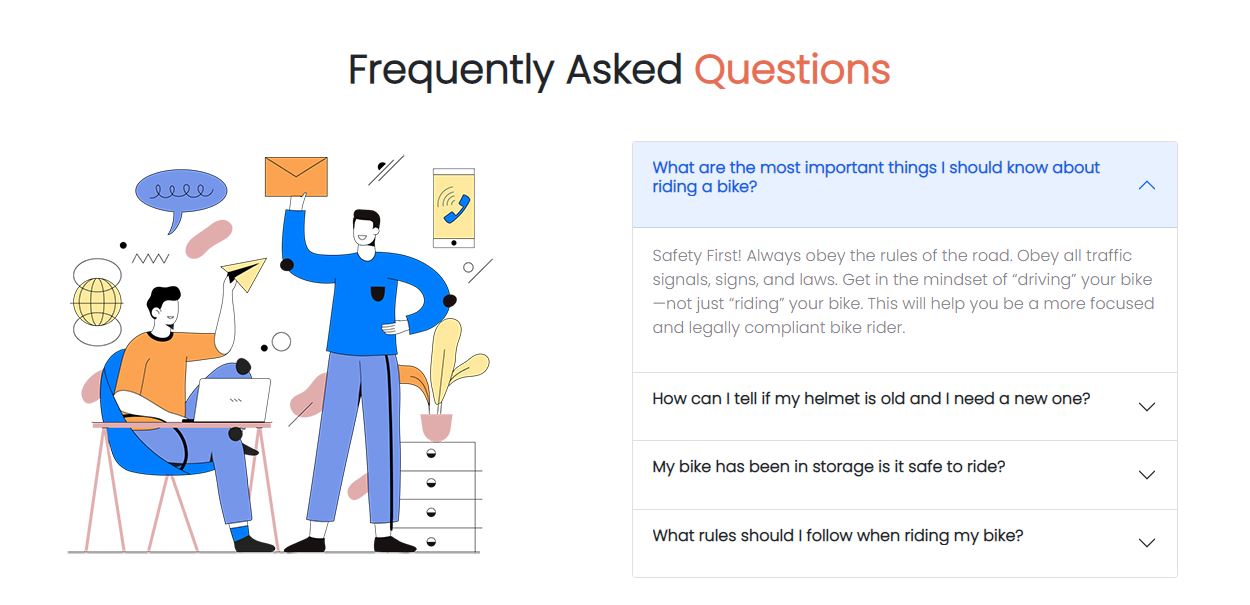 Frequently Asked Questions
What are the most important things I should know about
riding a bike?
Safety First! Always obey the rules of the road. Obey all traffic
signals, signs, and laws. Get in the mindset of “driving” your bike
—not just “riding” your bike. This will help you be a more focused
and legally compliant bike rider.
How can I tell if my helmet is old and I need a new one?
My bike has been in storage is it safe to ride?
What rules should I follow when riding my bike?